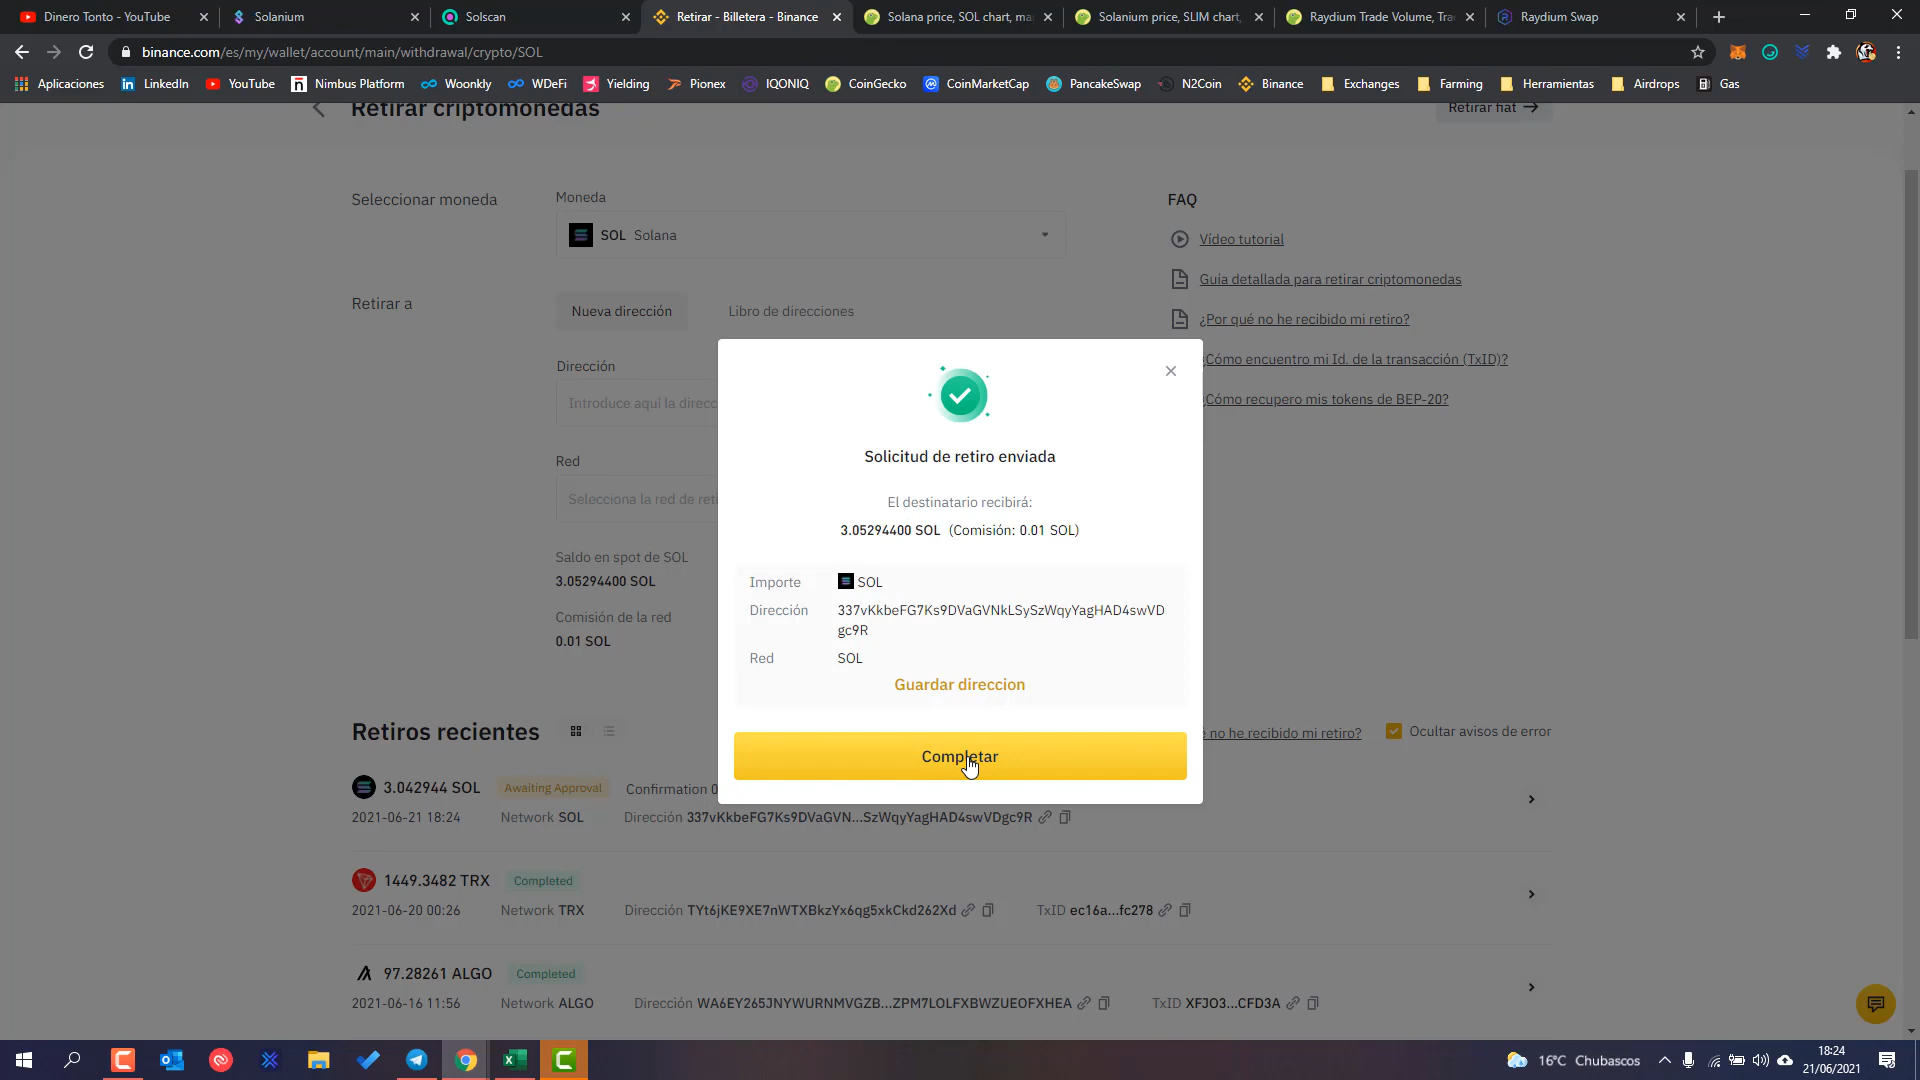 Dinero Tonto - YouTube
Solanium
Solscan
Retirar - Billetera - Binance
Solana price, SOL chart, ma
Solanium price, SLIM chart,
Raydium Trade Volume, Tra
Raydium Swap
binance.com/es/my/wallet/account/main/withdrawal/crypto/SOL
Aplicaciones
LinkedIn
YouTube
Nimbus Platform
Woonkly
WDeFi
Yielding
Pionex
IQONIQ
CoinGecko
CoinMarketCap
PancakeSwap
N2Coin
Binance
Exchanges
Farming
Herramientas
Airdrops
Gas
Retirar criptomonedas
Retirar fiat
Seleccionar moneda
Moneda
SOL Solana
FAQ
Vídeo tutorial
Guía detallada para retirar criptomonedas
¿Por qué no he recibido mi retiro?
¿Cómo encuentro mi Id. de la transacción (TxID)?
¿Cómo recupero mis tokens de BEP-20?
Retirar a
Nueva dirección
Libro de direcciones
Dirección
Introduce aquí la direcc
Red
Selecciona la red de reti
Saldo en spot de SOL
3.05294400 SOL
Comisión de la red
0.01 SOL
Solicitud de retiro enviada
El destinatario recibirá:
3.05294400 SOL (Comisión: 0.01 SOL)
Importe SOL
Dirección 337vKkbeFG7Ks9DVaGVNkLSySzWqyYagHAD4swVD
gc9R
Red SOL
Guardar direccion
Completar
Retiros recientes
é no he recibido mi retiro?
Ocultar avisos de error
3.042944 SOL Awaiting Approval Confirmation 0
2021-06-21 18:24 Network SOL Dirección 337vKkbeFG7Ks9DVaGVN...SzWqyYagHAD4swVDgc9R
1449.3482 TRX Completed
2021-06-20 00:26 Network TRX Dirección TYt6jKE9XE7nWTXBkzYx6qg5xkCkd262Xd TxID ec16a...fc278
97.28261 ALGO Completed
2021-06-16 11:56 Network ALGO Dirección WA6EY265JNYWURNMVGZB...ZPM7LOLFXBWZUEOFXHEA TxID XFJO3...CFD3A
16°C Chubascos
18:24
21/06/2021